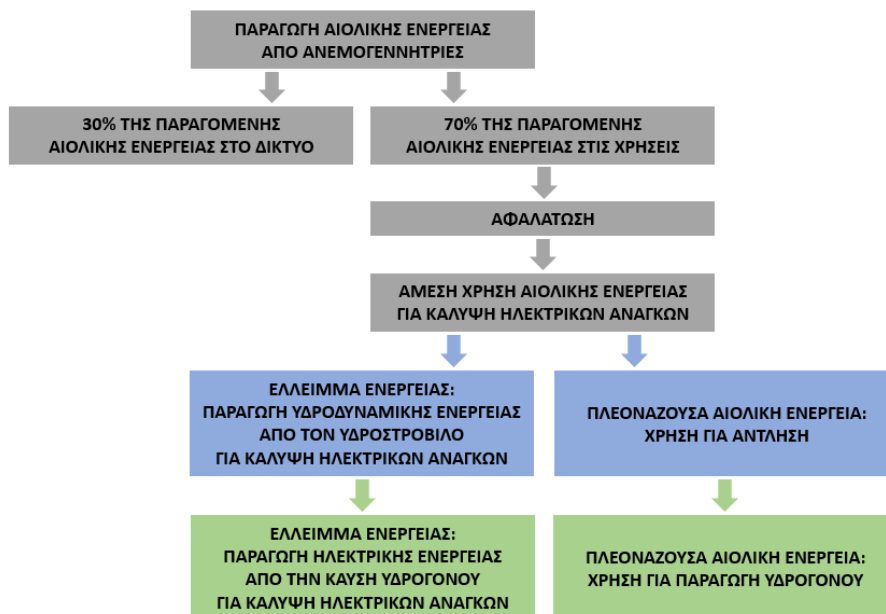 ΠΑΡΑΓΩΓΗ ΑΙΟΛΙΚΗΣ ΕΝΕΡΓΕΙΑΣ
ΑΠΟ ΑΝΕΜΟΓΕΝΝΗΤΡΙΕΣ
30% ΤΗΣ ΠΑΡΑΓΟΜΕΝΗΣ
ΑΙΟΛΙΚΗΣ ΕΝΕΡΓΕΙΑΣ ΣΤΟ ΔΙΚΤΥΟ
70% ΤΗΣ ΠΑΡΑΓΟΜΕΝΗΣ
ΑΙΟΛΙΚΗΣ ΕΝΕΡΓΕΙΑΣ ΣΤΙΣ ΧΡΗΣΕΙΣ
ΑΦΑΛΑΤΩΣΗ
ΑΜΕΣΗ ΧΡΗΣΗ ΑΙΟΛΙΚΗΣ ΕΝΕΡΓΕΙΑΣ
ΓΙΑ ΚΑΛΥΨΗ ΗΛΕΚΤΡΙΚΩΝ ΑΝΑΓΚΩΝ
ΕΛΛΕΙΜΜΑ ΕΝΕΡΓΕΙΑΣ:
ΠΑΡΑΓΩΓΗ ΥΔΡΟΔΥΝΑΜΙΚΗΣ ΕΝΕΡΓΕΙΑΣ
ΑΠΟ ΤΟΝ ΥΔΡΟΣΤΡΟΒΙΛΟ
ΓΙΑ ΚΑΛΥΨΗ ΗΛΕΚΤΡΙΚΩΝ ΑΝΑΓΚΩΝ
ΠΛΕΟΝΑΖΟΥΣΑ ΑΙΟΛΙΚΗ ΕΝΕΡΓΕΙΑ:
ΧΡΗΣΗ ΓΙΑ ΑΝΤΛΗΣΗ
ΕΛΛΕΙΜΜΑ ΕΝΕΡΓΕΙΑΣ:
ΠΑΡΑΓΩΓΗ ΗΛΕΚΤΡΙΚΗΣ ΕΝΕΡΓΕΙΑΣ
ΑΠΟ ΤΗΝ ΚΑΥΣΗ ΥΔΡΟΓΟΝΟΥ
ΓΙΑ ΚΑΛΥΨΗ ΗΛΕΚΤΡΙΚΩΝ ΑΝΑΓΚΩΝ
ΠΛΕΟΝΑΖΟΥΣΑ ΑΙΟΛΙΚΗ ΕΝΕΡΓΕΙΑ:
ΧΡΗΣΗ ΓΙΑ ΠΑΡΑΓΩΓΗ ΥΔΡΟΓΟΝΟΥ